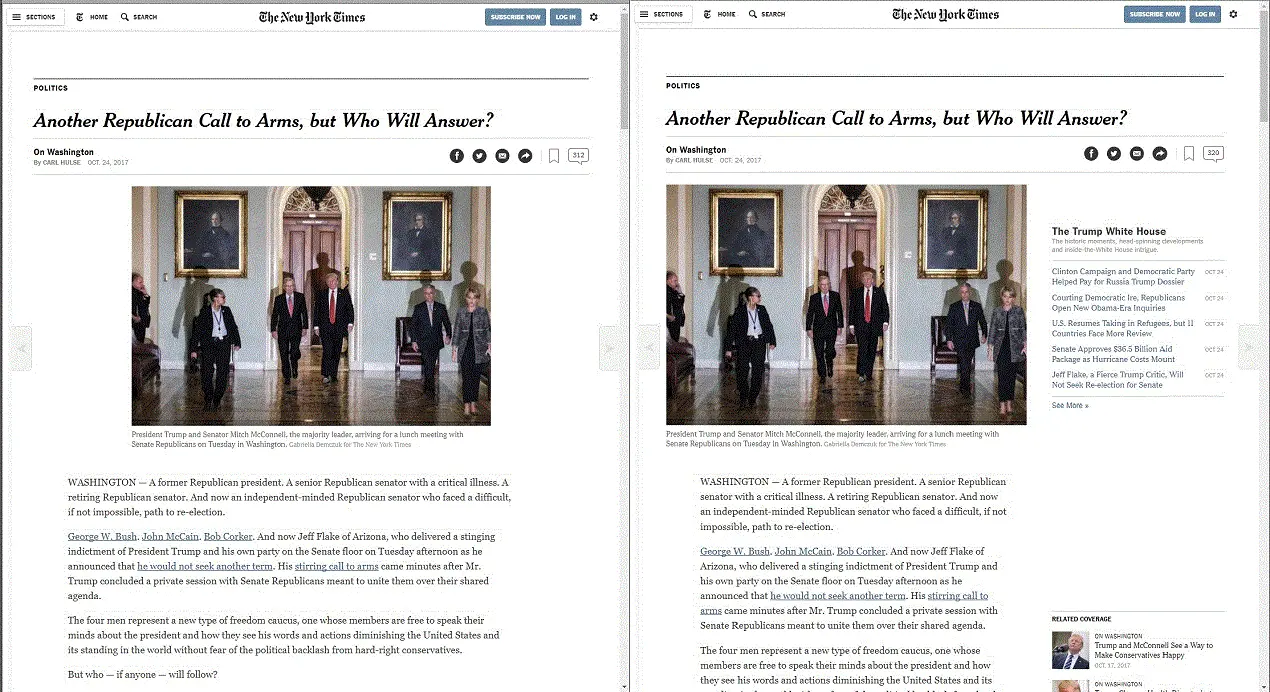 SECTIONS
HOME
SEARCH
The New York Times
SUBSCRIBE NOW
LOG IN
POLITICS
Another Republican Call to Arms, but Who Will Answer?
On Washington
By CARL HULSE OCT. 24, 2017
312
President Trump and Senator Mitch McConnell, the majority leader, arriving for a lunch meeting with
Senate Republicans on Tuesday in Washington. Gabriella Demczuk for The New York Times
WASHINGTON — A former Republican president. A senior Republican senator with a critical illness. A
retiring Republican senator. And now an independent-minded Republican senator who faced a difficult,
if not impossible, path to re-election.
George W. Bush. John McCain. Bob Corker. And now Jeff Flake of Arizona, who delivered a stinging
indictment of President Trump and his own party on the Senate floor on Tuesday afternoon as he
announced that he would not seek another term. His stirring call to arms came minutes after Mr.
Trump concluded a private session with Senate Republicans meant to unite them over their shared
agenda.
The four men represent a new type of freedom caucus, one whose members are free to speak their
minds about the president and how they see his words and actions diminishing the United States and
its standing in the world without fear of the political backlash from hard-right conservatives.
But who — if anyone — will follow?
SECTIONS
HOME
SEARCH
The New York Times
SUBSCRIBE NOW
LOG IN
POLITICS
Another Republican Call to Arms, but Who Will Answer?
On Washington
By CARL HULSE OCT. 24, 2017
320
President Trump and Senator Mitch McConnell, the majority leader, arriving for a lunch meeting with
Senate Republicans on Tuesday in Washington. Gabriella Demczuk for The New York Times
WASHINGTON — A former Republican president. A senior Republican
senator with a critical illness. A retiring Republican senator. And now
an independent-minded Republican senator who faced a difficult, if not
impossible, path to re-election.
George W. Bush. John McCain. Bob Corker. And now Jeff Flake of
Arizona, who delivered a stinging indictment of President Trump and
his own party on the Senate floor on Tuesday afternoon as he
announced that he would not seek another term. His stirring call to
arms came minutes after Mr. Trump concluded a private session with
Senate Republicans meant to unite them over their shared agenda.
The four men represent a new type of freedom caucus, one whose
members are free to speak their minds about the president and how
they see his words and actions diminishing the United States and its
The Trump White House
The historic moments, head-spinning developments
and inside-the-White House intrigue.
Clinton Campaign and Democratic Party OCT 24
Helped Pay for Russia Trump Dossier
Courting Democratic Ire, Republicans OCT 24
Open New Obama-Era Inquiries
U.S. Resumes Taking in Refugees, but 11 OCT 24
Countries Face More Review
Senate Approves $36.5 Billion Aid OCT 24
Package as Hurricane Costs Mount
Jeff Flake, a Fierce Trump Critic, Will OCT 24
Not Seek Re-election for Senate
See More »
RELATED COVERAGE
ON WASHINGTON
Trump and McConnell See a Way to
Make Conservatives Happy
OCT. 17, 2017
ON WASHINGTON